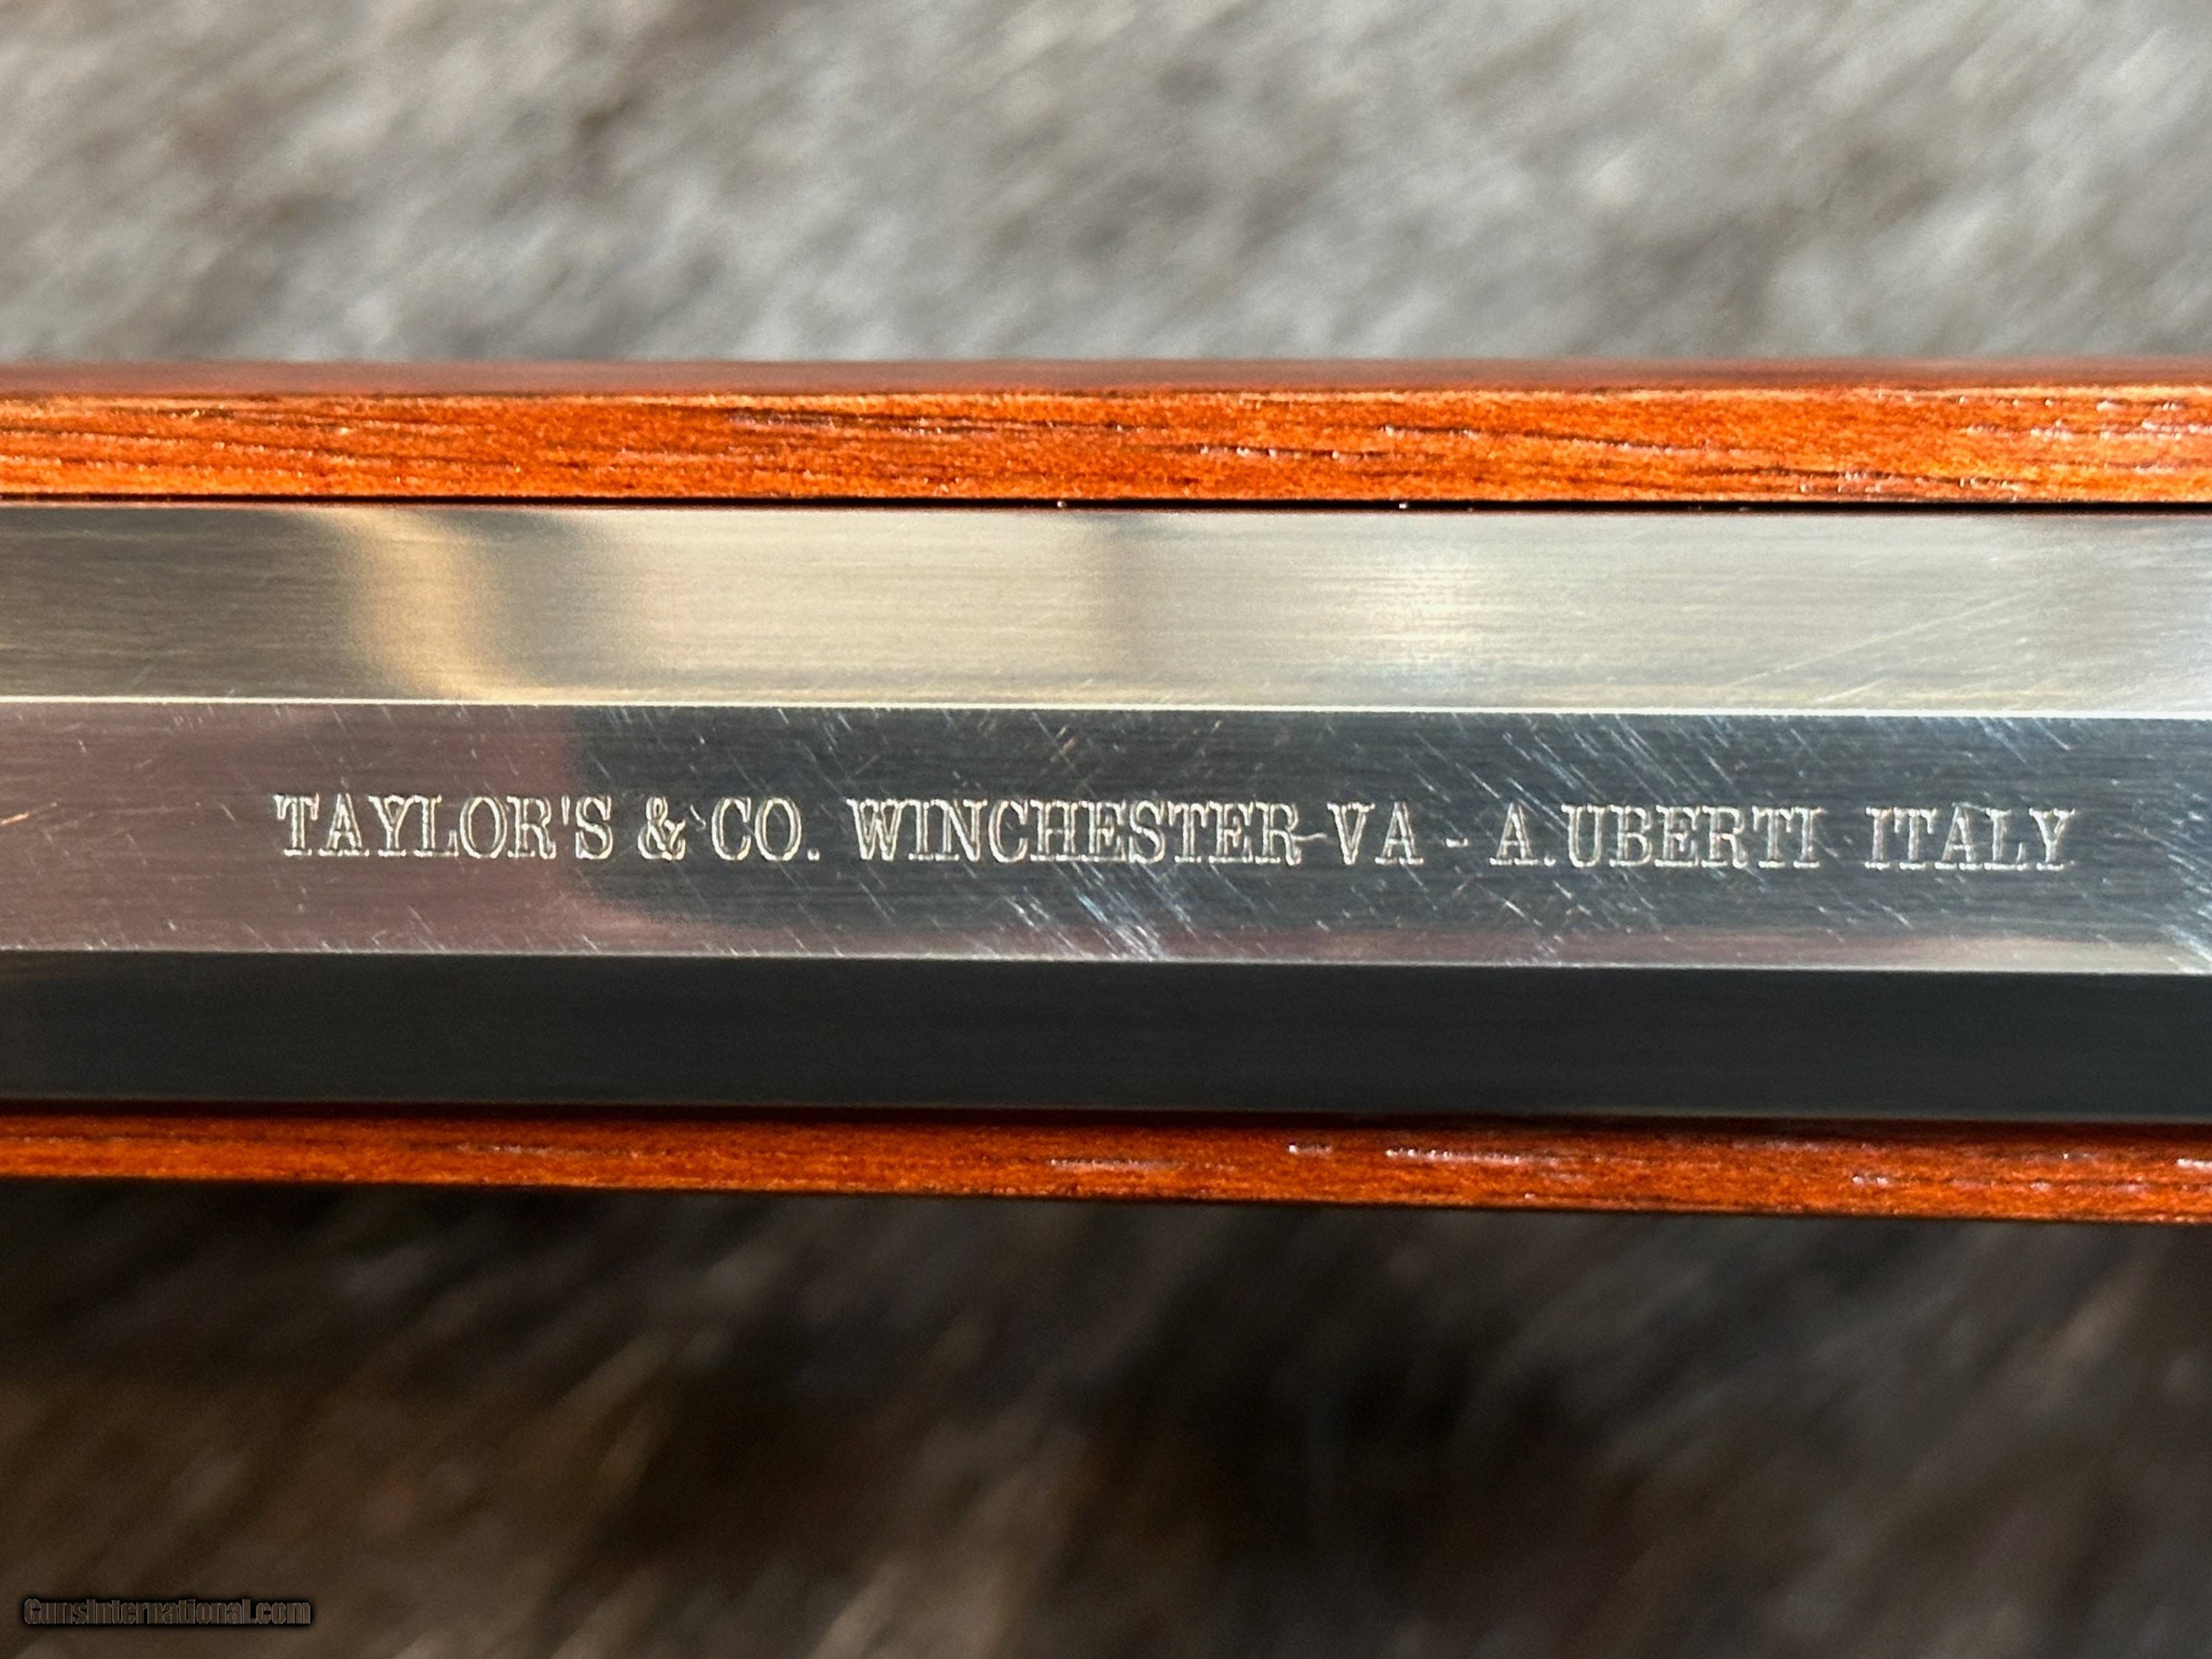 TAYLOR'S & CO. WINCHESTER VA - A.UBERTI ITALY
GunsInternational.com